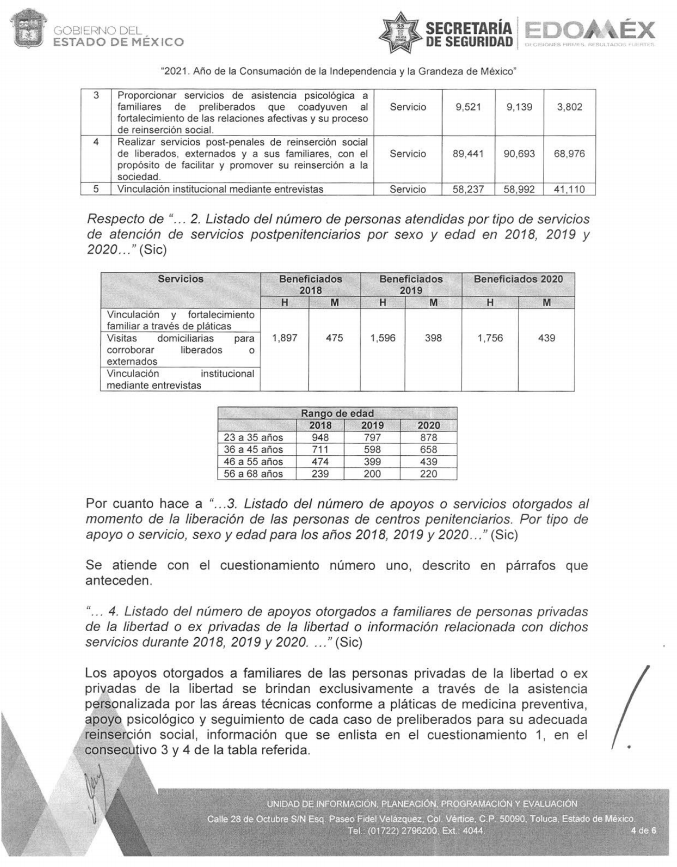 GOBIERNO DEL
ESTADO DE MÉXICO
SECRETARÍA
DE SEGURIDAD
EDOMÉX
DECISIONES FIRMES, RESULTADOS FUERTES.
"2021. Año de la Consumación de la Independencia y la Grandeza de México"
3 Proporcionar servicios de asistencia psicológica a familiares de preliberados que coadyuven al fortalecimiento de las relaciones afectivas y su proceso de reinserción social. Servicio 9,521 9,139 3,802
4 Realizar servicios post-penales de reinserción social de liberados, externados y a sus familiares, con el propósito de facilitar y promover su reinserción a la sociedad. Servicio 89,441 90,693 68,976
5 Vinculación institucional mediante entrevistas Servicio 58,237 58,992 41,110
Respecto de "... 2. Listado del número de personas atendidas por tipo de servicios
de atención de servicios postpenitenciarios por sexo y edad en 2018, 2019 y
2020..." (Sic)
Servicios Beneficiados 2018 Beneficiados 2019 Beneficiados 2020
H M H M H M
Vinculación y fortalecimiento
familiar a través de pláticas
Visitas domiciliarias para
corroborar liberados o
externados
1,897 475 1,596 398 1,756 439
Vinculación institucional
mediante entrevistas
Rango de edad
2018 2019 2020
23 a 35 años 948 797 878
36 a 45 años 711 598 658
46 a 55 años 474 399 439
56 a 68 años 239 200 220
Por cuanto hace a "...3. Listado del número de apoyos o servicios otorgados al
momento de la liberación de las personas de centros penitenciarios. Por tipo de
apoyo o servicio, sexo y edad para los años 2018, 2019 y 2020..." (Sic)
Se atiende con el cuestionamiento número uno, descrito en párrafos que
anteceden.
"... 4. Listado del número de apoyos otorgados a familiares de personas privadas
de la libertad o ex privadas de la libertad o información relacionada con dichos
servicios durante 2018, 2019 y 2020. ..." (Sic)
Los apoyos otorgados a familiares de las personas privadas de la libertad o ex
privadas de la libertad se brindan exclusivamente a través de la asistencia
personalizada por las áreas técnicas conforme a pláticas de medicina preventiva,
apoyo psicológico y seguimiento de cada caso de preliberados para su adecuada
reinserción social, información que se enlista en el cuestionamiento 1, en el
consecutivo 3 y 4 de la tabla referida.
UNIDAD DE INFORMACIÓN, PLANEACIÓN, PROGRAMACIÓN Y EVALUACIÓN
Calle 28 de Octubre S/N Esq. Paseo Fidel Velázquez, Col. Vértice, C.P. 50090, Toluca, Estado de México.
Tel.: (01722) 2796200, Ext.: 4044
4 de 6